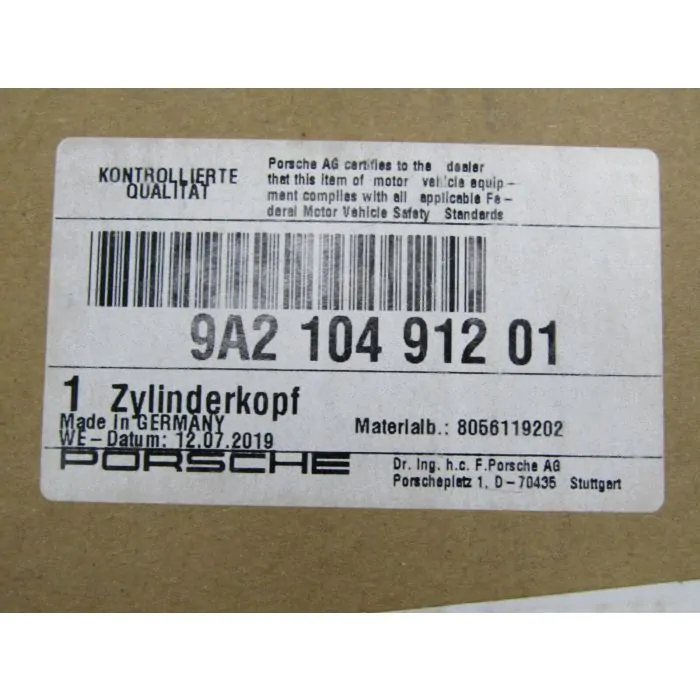 KONTROLLIERTE
QUALITÄT
Porsche AG certifies to the dealer
that this item of motor vehicle equip-
ment complies with all applicable Fe-
deral Motor Vehicle Safety Standards
9A2 104 912 01
1 Zylinderkopf
Made in GERMANY
WE-Datum: 12.07.2019
Materialb.: 8056119202
PORSCHE
Dr. Ing. h.c. F.Porsche AG
Porscheplatz 1, D-70435 Stuttgart